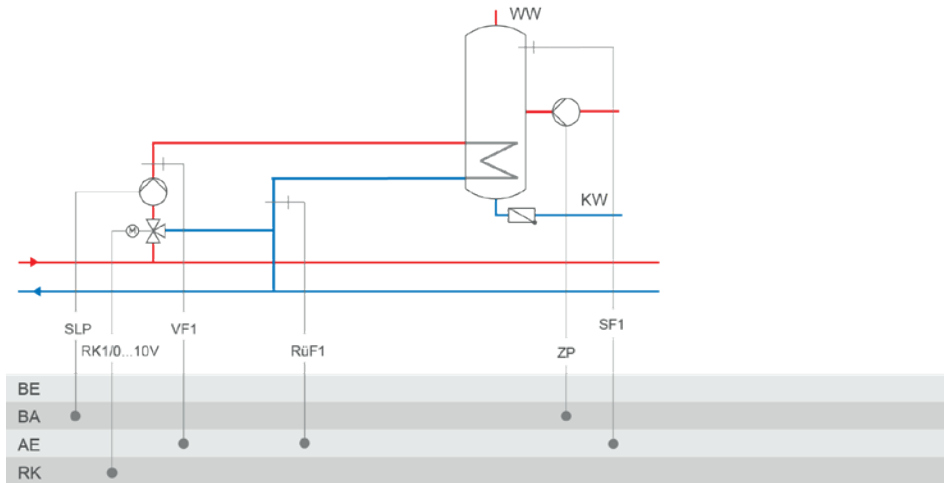 WW
KW
M
SLP
VF1
SF1
RK1/0...10V
RüF1
ZP
BE
BA
AE
RK